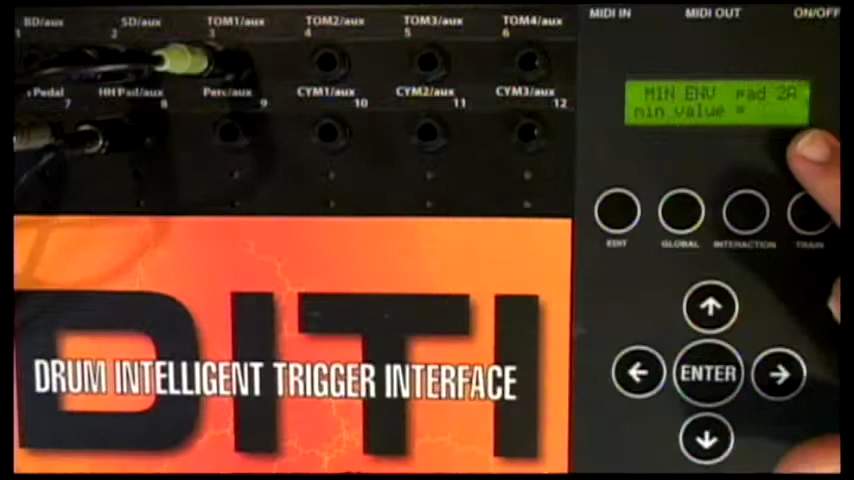 BD/aux SD/aux TOM1/aux TOM2/aux TOM3/aux TOM4/aux
1 2 3 4 5 6
Pedal HH Pad/aux Perc/aux CYM1/aux CYM2/aux CYM3/aux
7 8 9 10 11 12
MIDI IN MIDI OUT ON/OFF
MIN ENV pad 2A
min value =
EDIT GLOBAL INTERACTION TRAIN
ENTER
DITI
DRUM INTELLIGENT TRIGGER INTERFACE